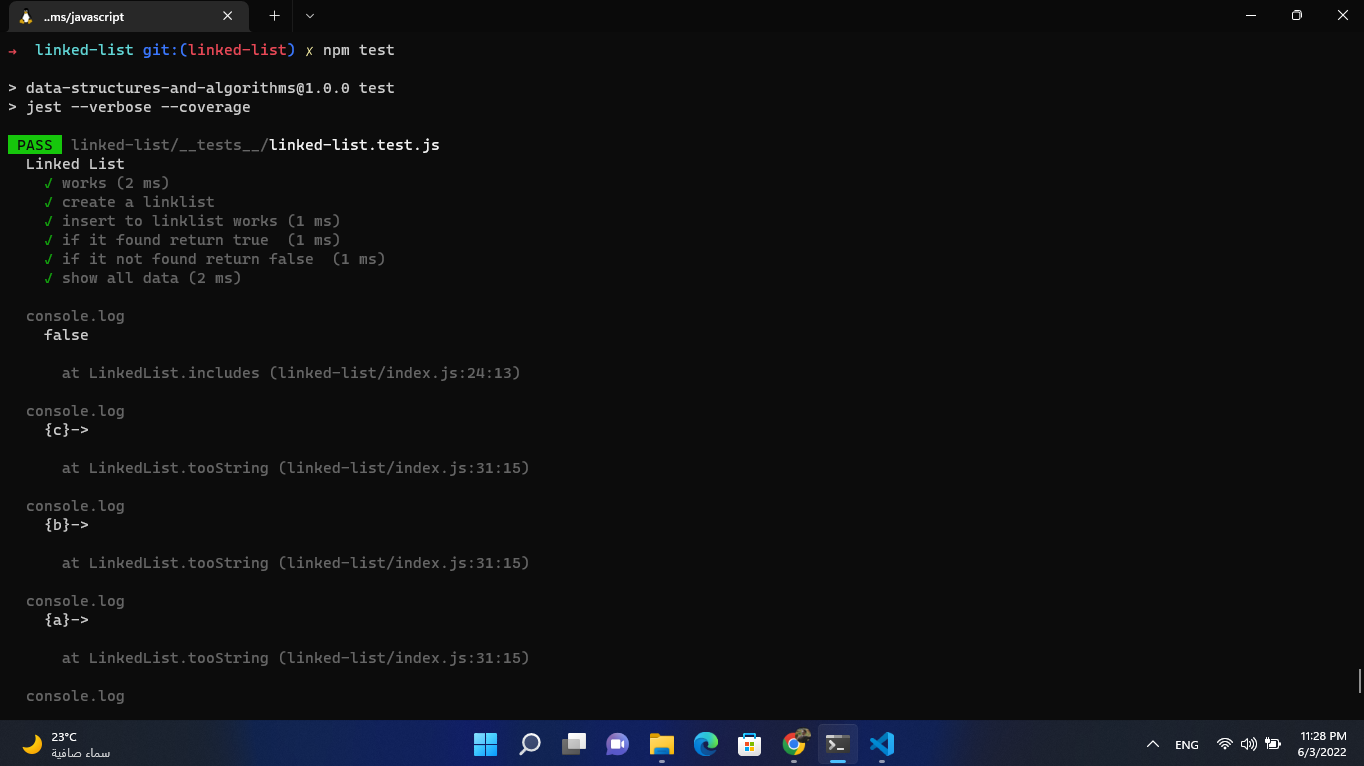 ..ms/javascript
→ linked-list git:(linked-list) ✗ npm test
> data-structures-and-algorithms@1.0.0 test
> jest --verbose --coverage
PASS linked-list/__tests__/linked-list.test.js
Linked List
√ works (2 ms)
√ create a linklist
√ insert to linklist works (1 ms)
√ if it found return true  (1 ms)
√ if it not found return false  (1 ms)
√ show all data (2 ms)
console.log
false
at LinkedList.includes (linked-list/index.js:24:13)
console.log
{c}->
at LinkedList.tooString (linked-list/index.js:31:15)
console.log
{b}->
at LinkedList.tooString (linked-list/index.js:31:15)
console.log
{a}->
at LinkedList.tooString (linked-list/index.js:31:15)
console.log
23°C
سماء صافية
ENG
11:28 PM
6/3/2022